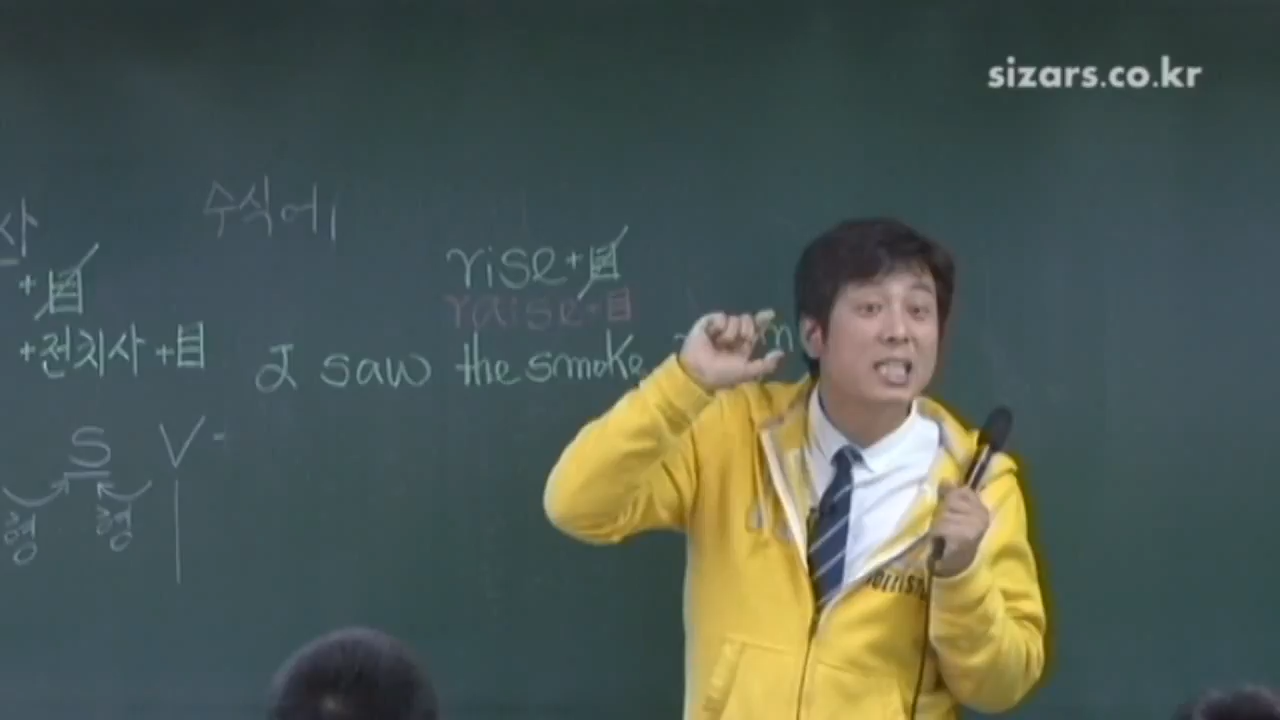 sizars.co.kr
수식어
사
rise+目
+目
raise+目
+전치사+目
I saw the smoke
S V
형 형